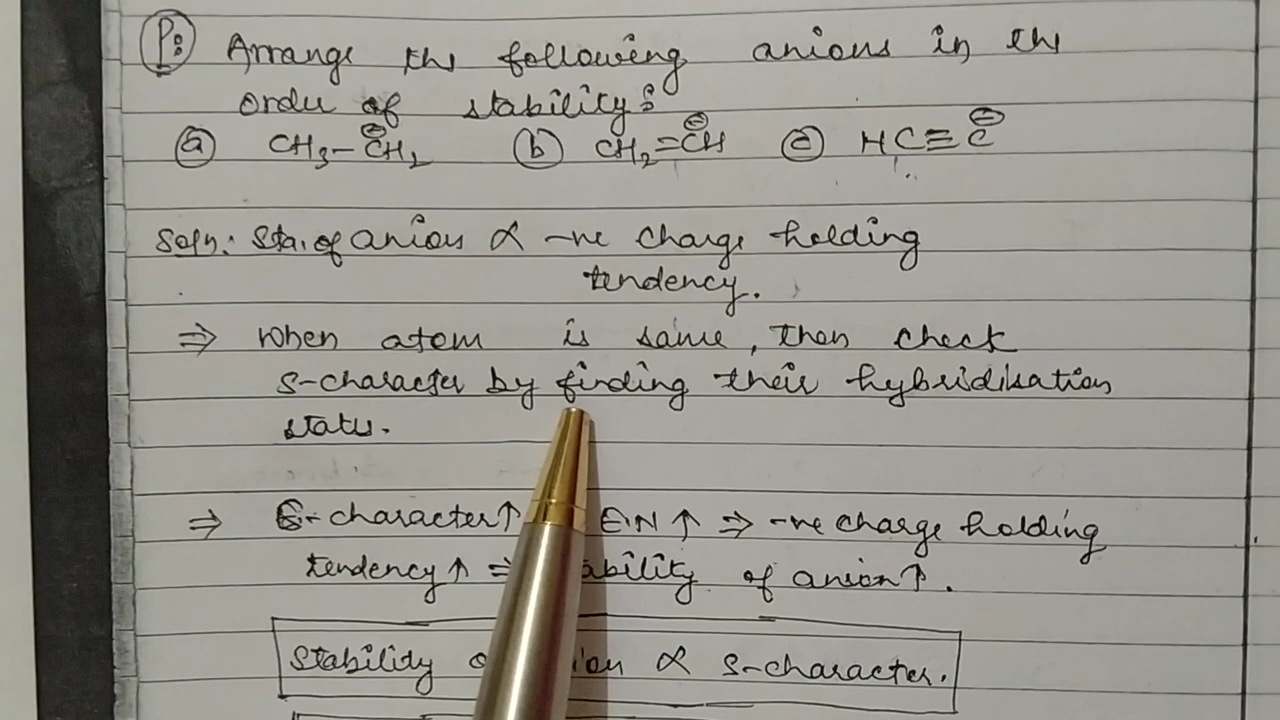 P: Arrange the following anions in the
order of stability?
(a) CH₃–C̈⊖H₂ (b) CH₂=C̈⊖H (c) HC≡C̈⊖
Soln: Sta. of anion ∝ -ve charge holding
tendency.
⇒ When atom is same, then check
s-character by finding their hybridisation
state.
⇒ S-character↑ E.N↑ ⇒ -ve charge holding
tendency↑ ⇒ ability of anion↑.
Stability ∝ s-character.